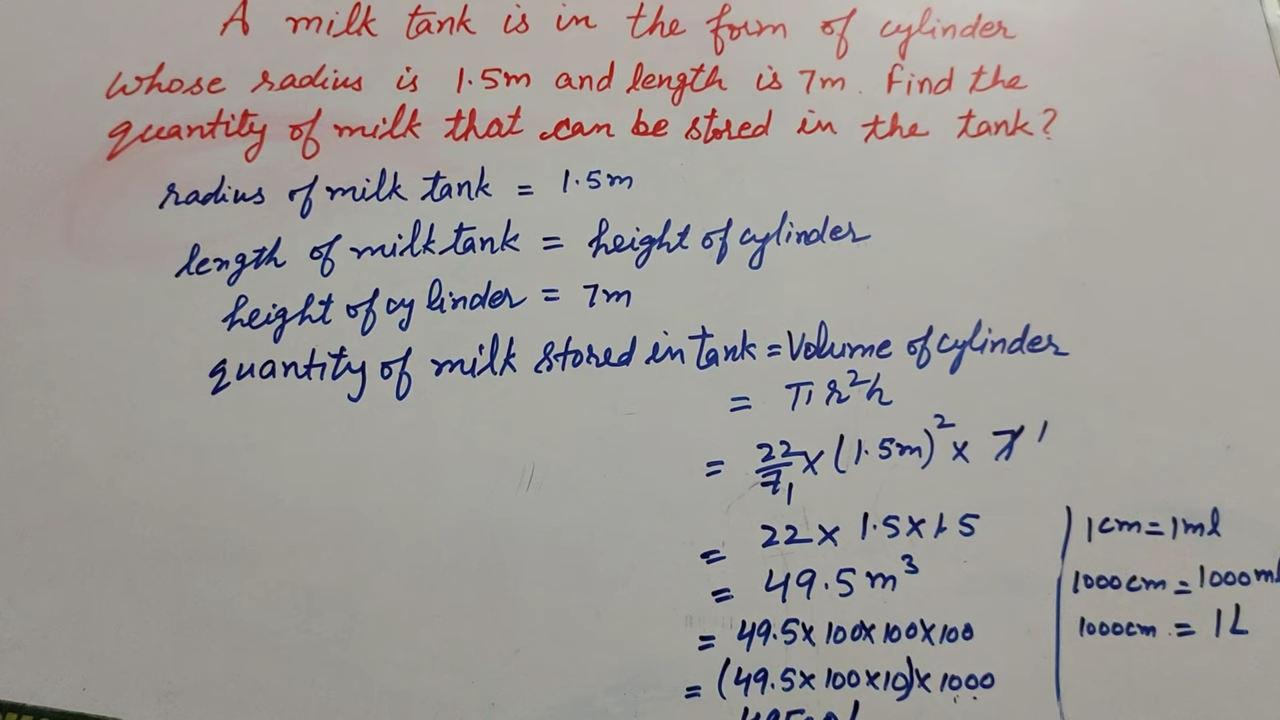 A milk tank is in the form of cylinder
whose radius is 1.5m and length is 7m. Find the
quantity of milk that can be stored in the tank?
radius of milk tank = 1.5m
length of milk tank = height of cylinder
height of cylinder = 7m
quantity of milk stored in tank = Volume of cylinder
= πr²h
= 22/7 1 × (1.5m)² × 7 1
= 22 × 1.5 × 1.5
= 49.5 m³
= 49.5 × 100 × 100 × 100
= (49.5 × 100 × 10) × 1000
1cm = 1ml
1000cm = 1000m
1000cm = 1L